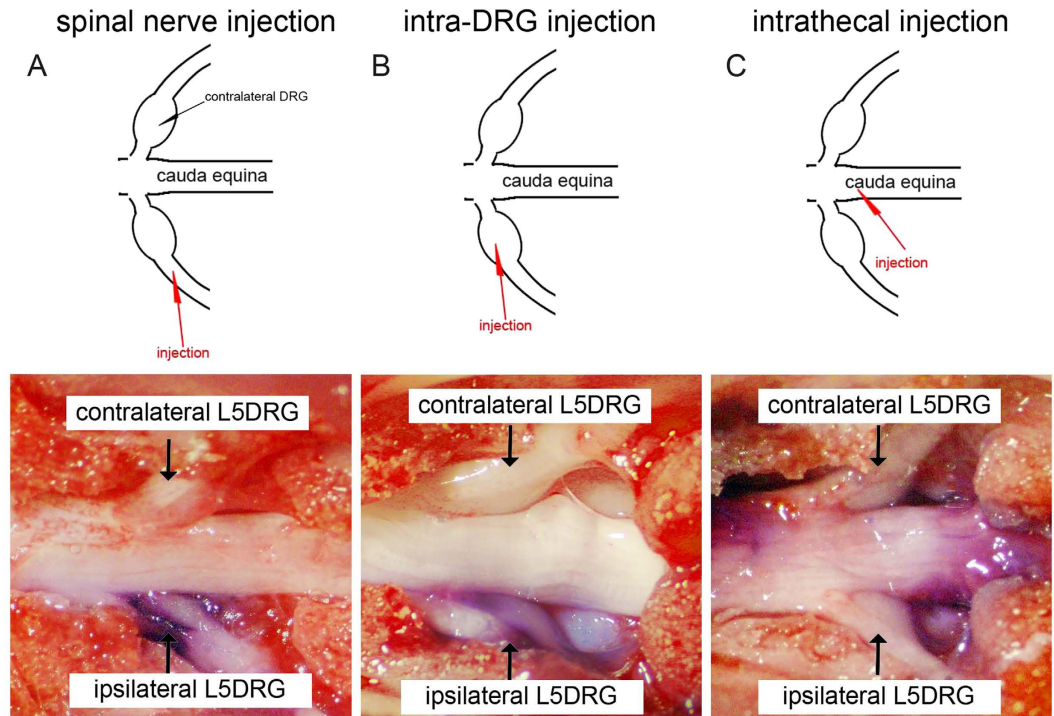 spinal nerve injection
intra-DRG injection
intrathecal injection
A
B
C
contralateral DRG
cauda equina
cauda equina
cauda equina
injection
injection
injection
contralateral L5DRG
contralateral L5DRG
contralateral L5DRG
ipsilateral L5DRG
ipsilateral L5DRG
ipsilateral L5DRG